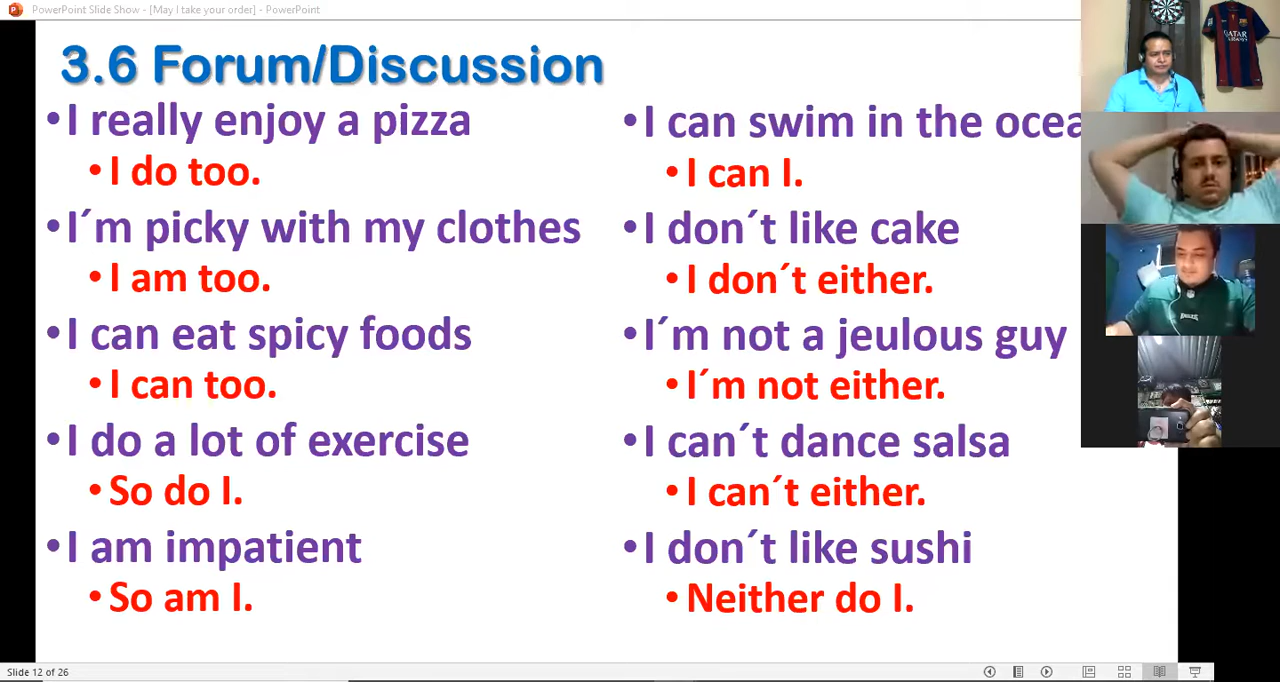 PowerPoint Slide Show - [May I take your order] - PowerPoint
3.6 Forum/Discussion
•I really enjoy a pizza
•I do too.
•I´m picky with my clothes
•I am too.
•I can eat spicy foods
•I can too.
•I do a lot of exercise
•So do I.
•I am impatient
•So am I.
•I can swim in the ocea
•I can I.
•I don´t like cake
•I don´t either.
•I´m not a jeulous guy
•I´m not either.
•I can´t dance salsa
•I can´t either.
•I don´t like sushi
•Neither do I.
QATAR
AIRWAYS
EAGLES
Slide 12 of 26